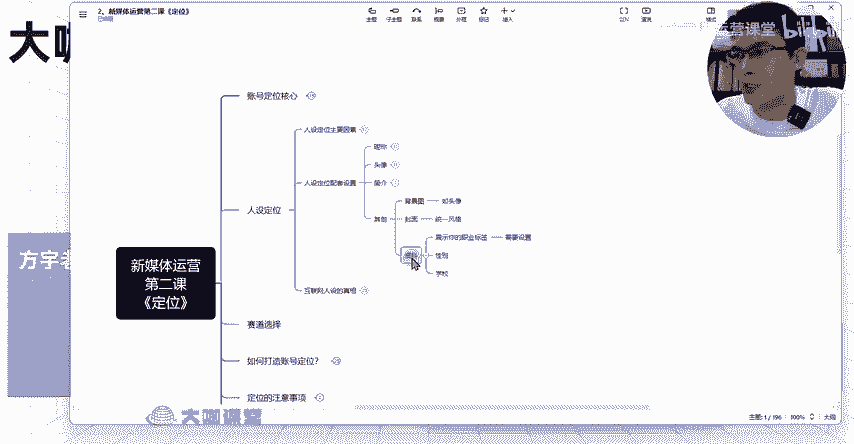 大咖
2、新媒体运营第二课《定位》
已保存
主题
子主题
联系
概要
外框
标记
插入
演说
格式
运营课堂 bilibili
账号定位核心
人设定位主要因素
昵称
头像
人设定位配套设置
简介
背景图
如头像
人设定位
其他
封面
统一风格
展示你的职业标签
需要设置
性别
学校
方宇老
新媒体运营
第二课
《定位》
互联网人设的真相
赛道选择
如何打造账号定位?
定位的注意事项
大咖课堂
主题: 1 / 196
100%
大纲